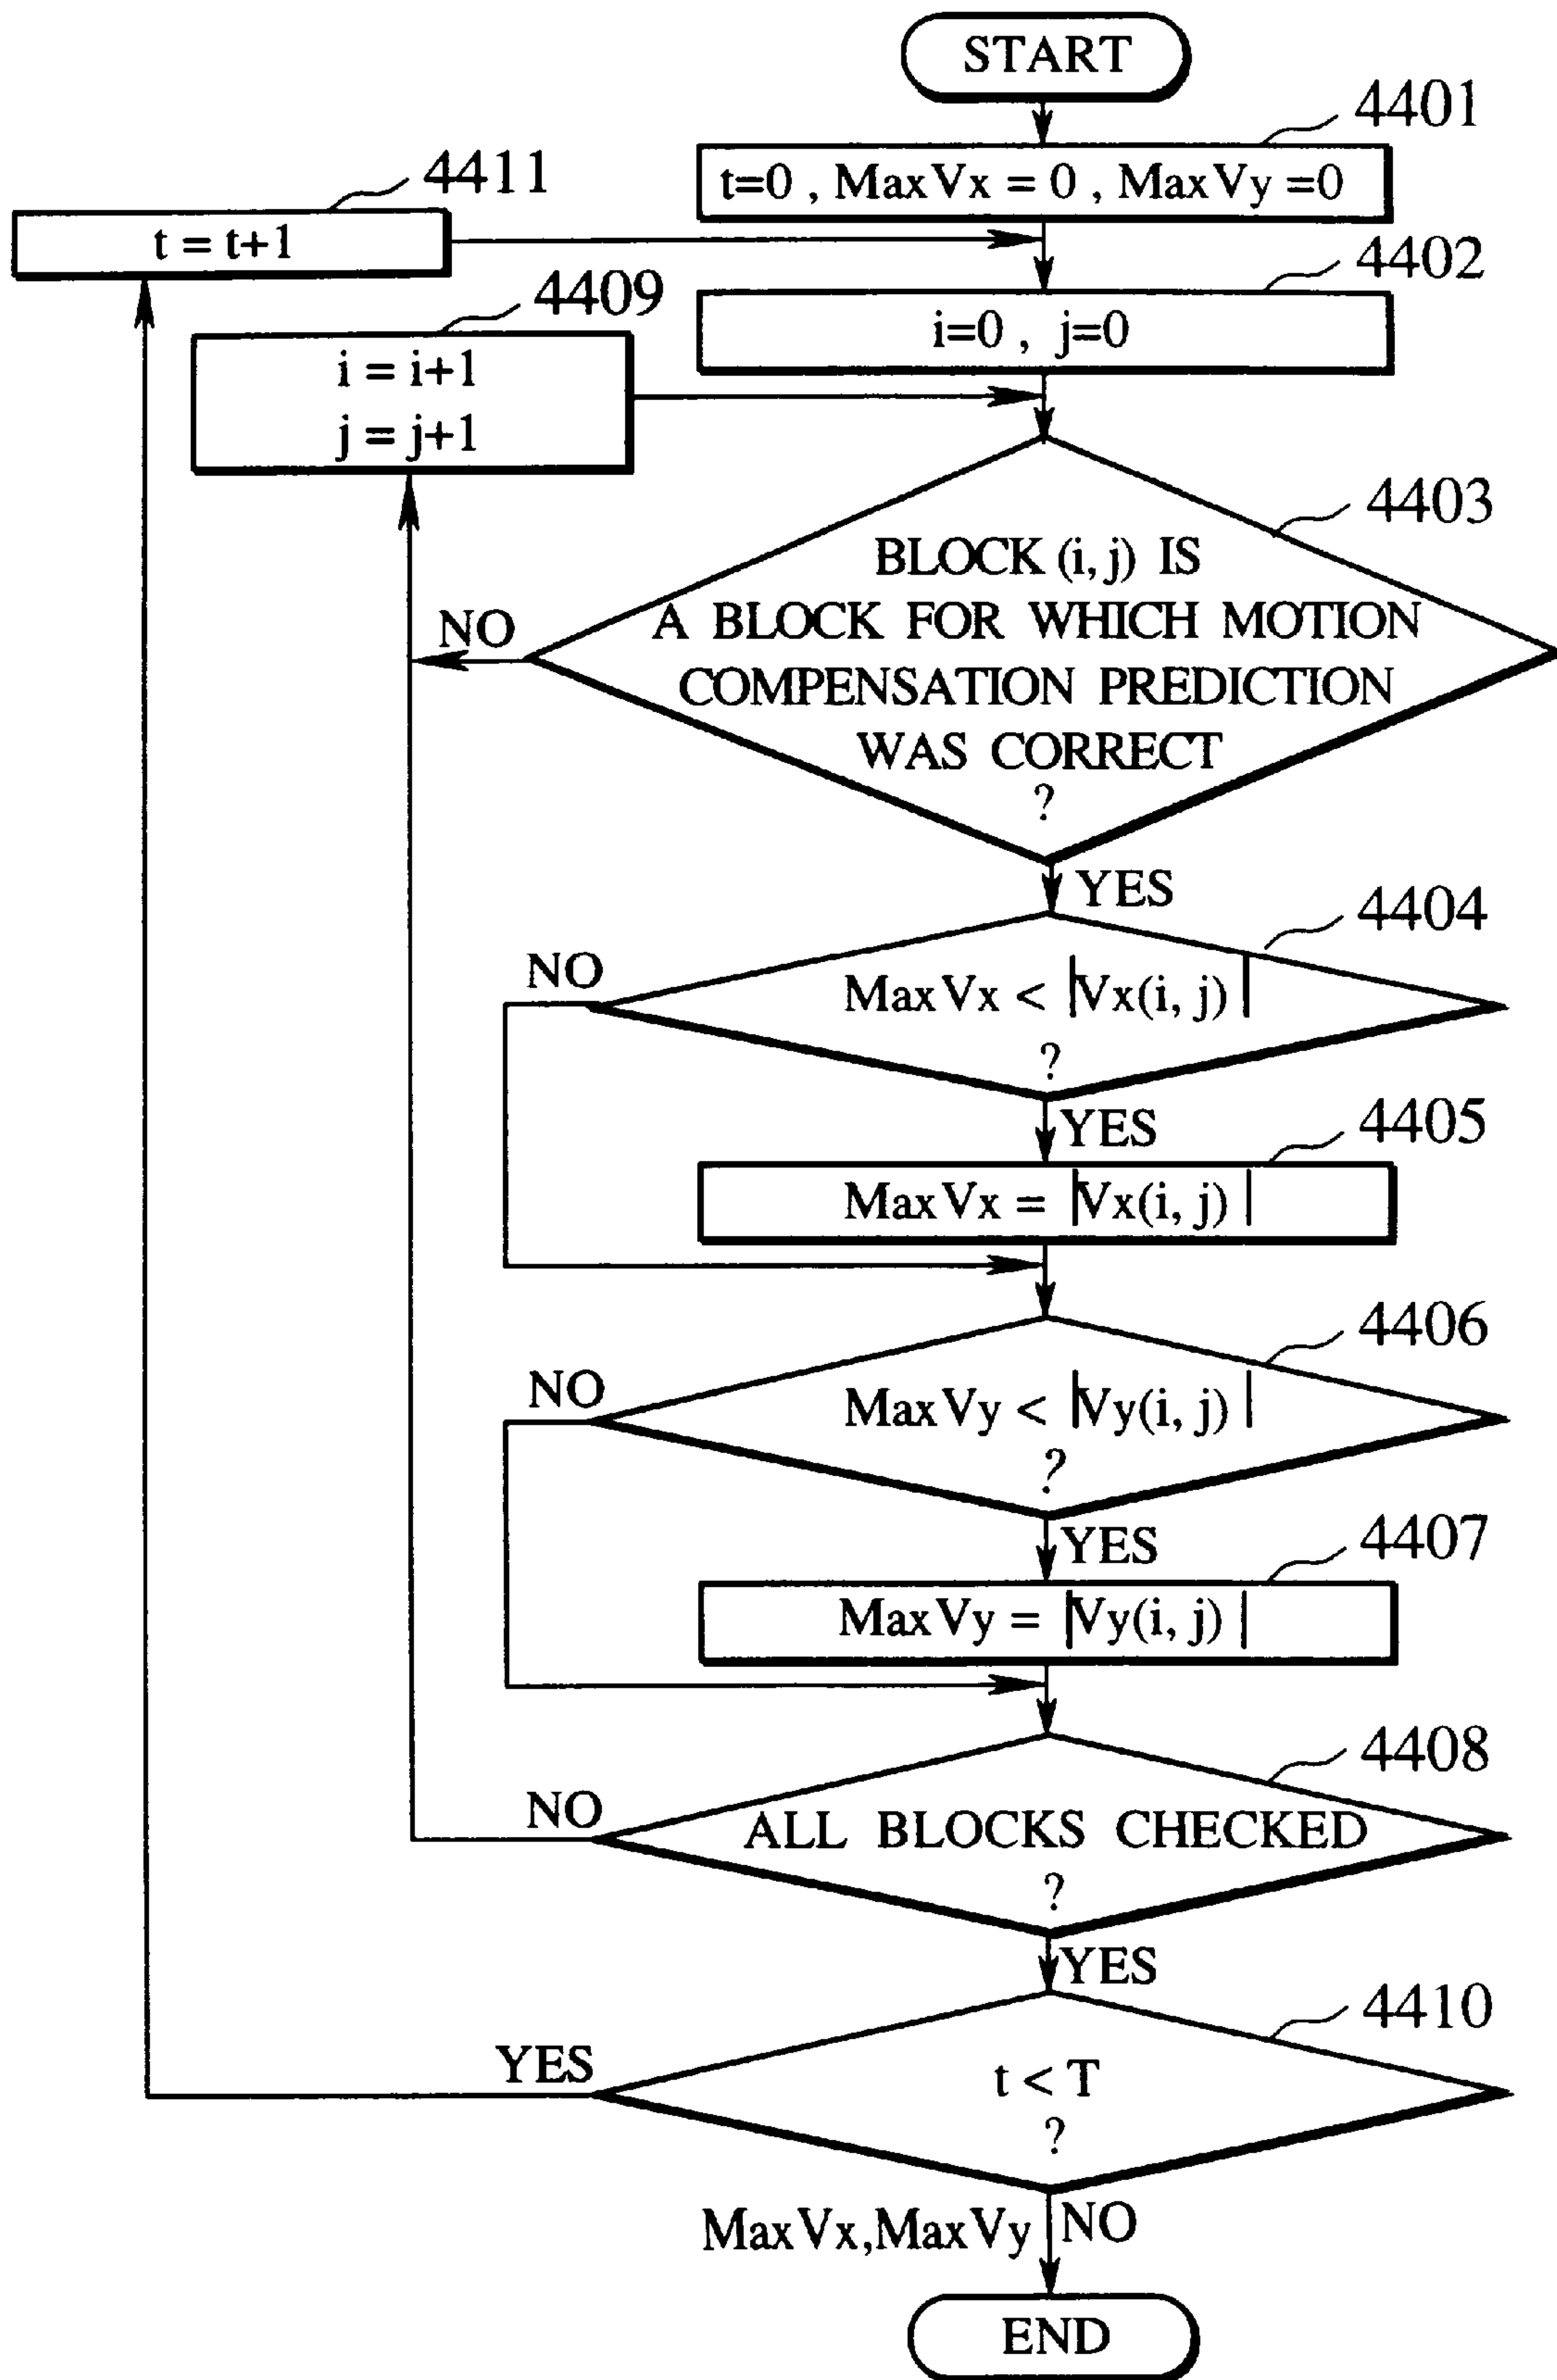 START
4401
t=0 , MaxVx = 0 , MaxVy =0
4411
t = t+1
4402
i=0 , j=0
4409
i = i+1
j = j+1
4403
BLOCK (i, j) IS
A BLOCK FOR WHICH MOTION
COMPENSATION PREDICTION
WAS CORRECT
?
NO
YES
4404
NO
MaxVx < |Vx(i, j)|
?
YES
4405
MaxVx = |Vx(i, j)|
4406
NO
MaxVy < |Vy(i, j)|
?
YES
4407
MaxVy = |Vy(i, j)|
4408
NO
ALL BLOCKS CHECKED
?
YES
4410
YES
t < T
?
MaxVx,MaxVy
NO
END